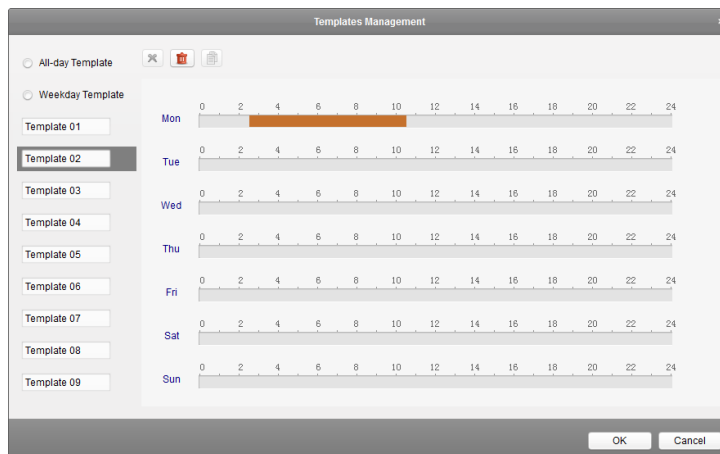 Templates Management
All-day Template
Weekday Template
Template 01
Template 02
Template 03
Template 04
Template 05
Template 06
Template 07
Template 08
Template 09
0 2 4 6 8 10 12 14 16 18 20 22 24
Mon
0 2 4 6 8 10 12 14 16 18 20 22 24
Tue
0 2 4 6 8 10 12 14 16 18 20 22 24
Wed
0 2 4 6 8 10 12 14 16 18 20 22 24
Thu
0 2 4 6 8 10 12 14 16 18 20 22 24
Fri
0 2 4 6 8 10 12 14 16 18 20 22 24
Sat
0 2 4 6 8 10 12 14 16 18 20 22 24
Sun
OK Cancel